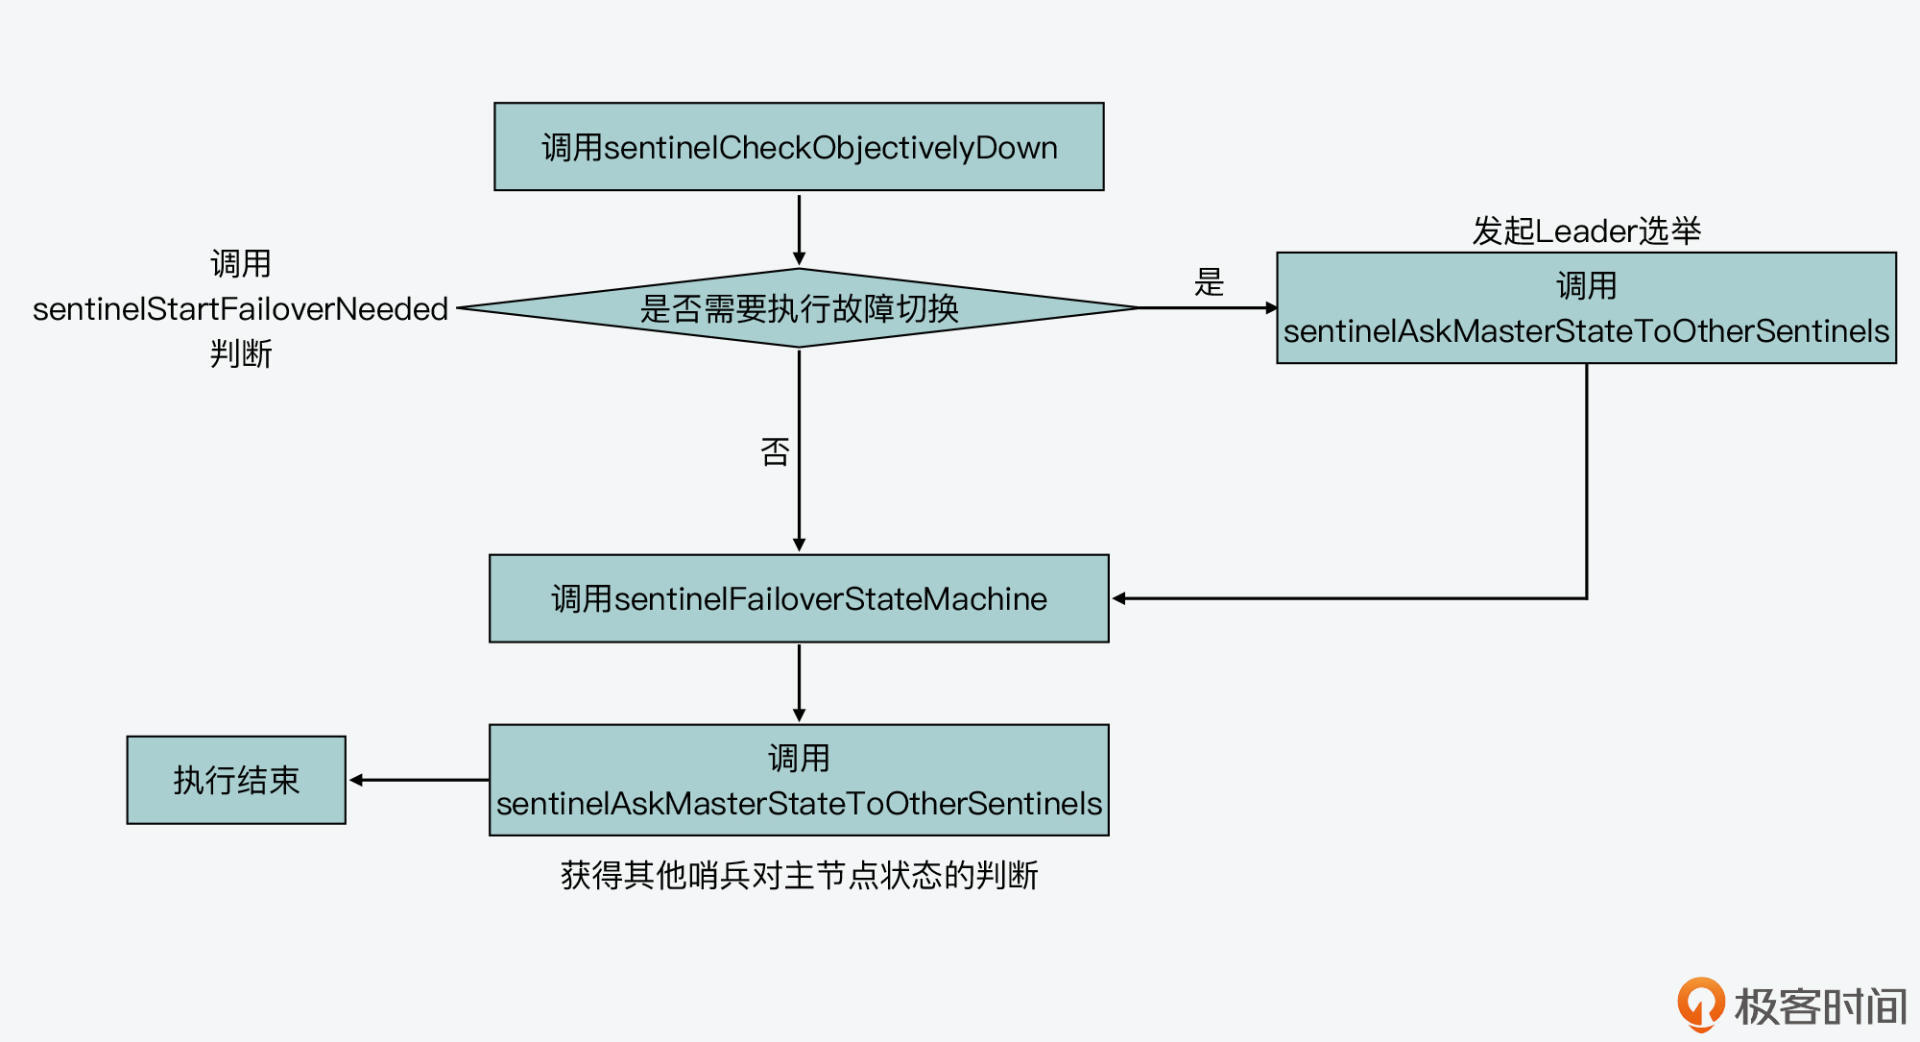 调用sentinelCheckObjectivelyDown
调用
sentinelStartFailoverNeeded
判断
是否需要执行故障切换
是
发起Leader选举
调用
sentinelAskMasterStateToOtherSentinels
否
调用sentinelFailoverStateMachine
调用
sentinelAskMasterStateToOtherSentinels
执行结束
获得其他哨兵对主节点状态的判断
极客时间